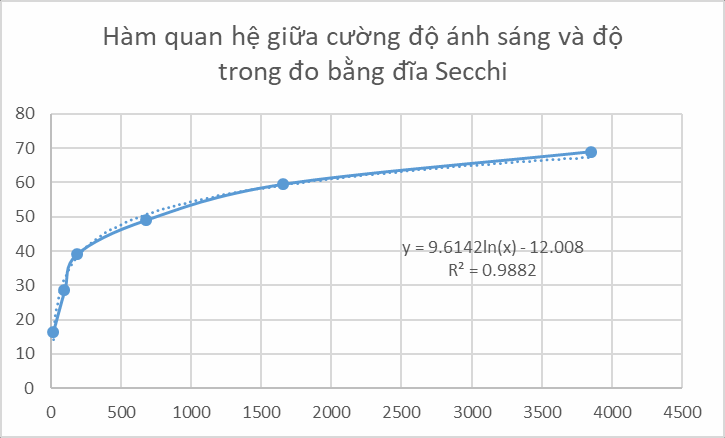 Hàm quan hệ giữa cường độ ánh sáng và độ
trong đo bằng đĩa Secchi
80
70
60
50
40
30
20
10
0
y = 9.6142ln(x) - 12.008
R² = 0.9882
0 500 1000 1500 2000 2500 3000 3500 4000 4500